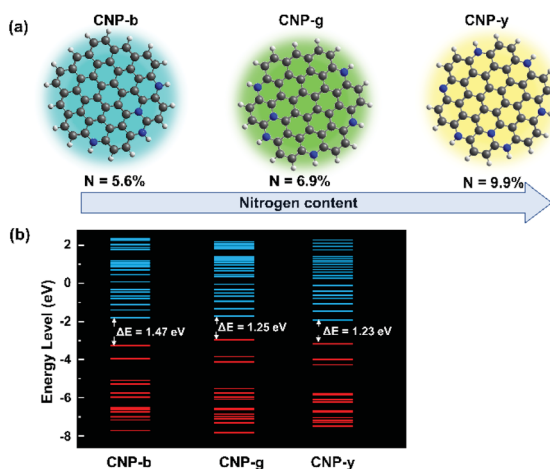 (a)
CNP-b CNP-g CNP-y
N = 5.6% N = 6.9% N = 9.9%
Nitrogen content
(b)
Energy Level (eV)
2
0
-2
-4
-6
-8
ΔE = 1.47 eV ΔE = 1.25 eV ΔE = 1.23 eV
CNP-b CNP-g CNP-y